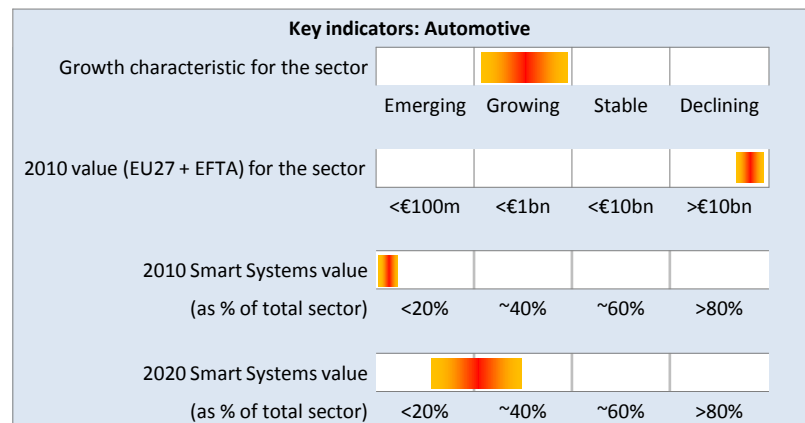 Key indicators: Automotive
Growth characteristic for the sector
Emerging Growing Stable Declining
2010 value (EU27 + EFTA) for the sector
<€100m <€1bn <€10bn >€10bn
2010 Smart Systems value
(as % of total sector) <20% ~40% ~60% >80%
2020 Smart Systems value
(as % of total sector) <20% ~40% ~60% >80%